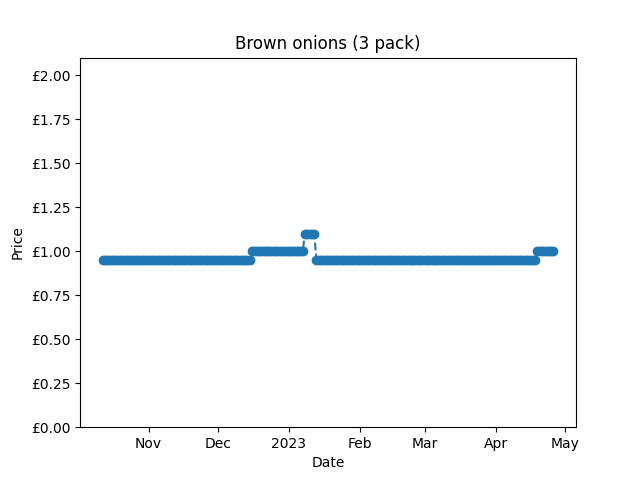 Brown onions (3 pack)
£2.00
£1.75
£1.50
£1.25
£1.00
£0.75
£0.50
£0.25
£0.00
Price
Nov Dec 2023 Feb Mar Apr May
Date